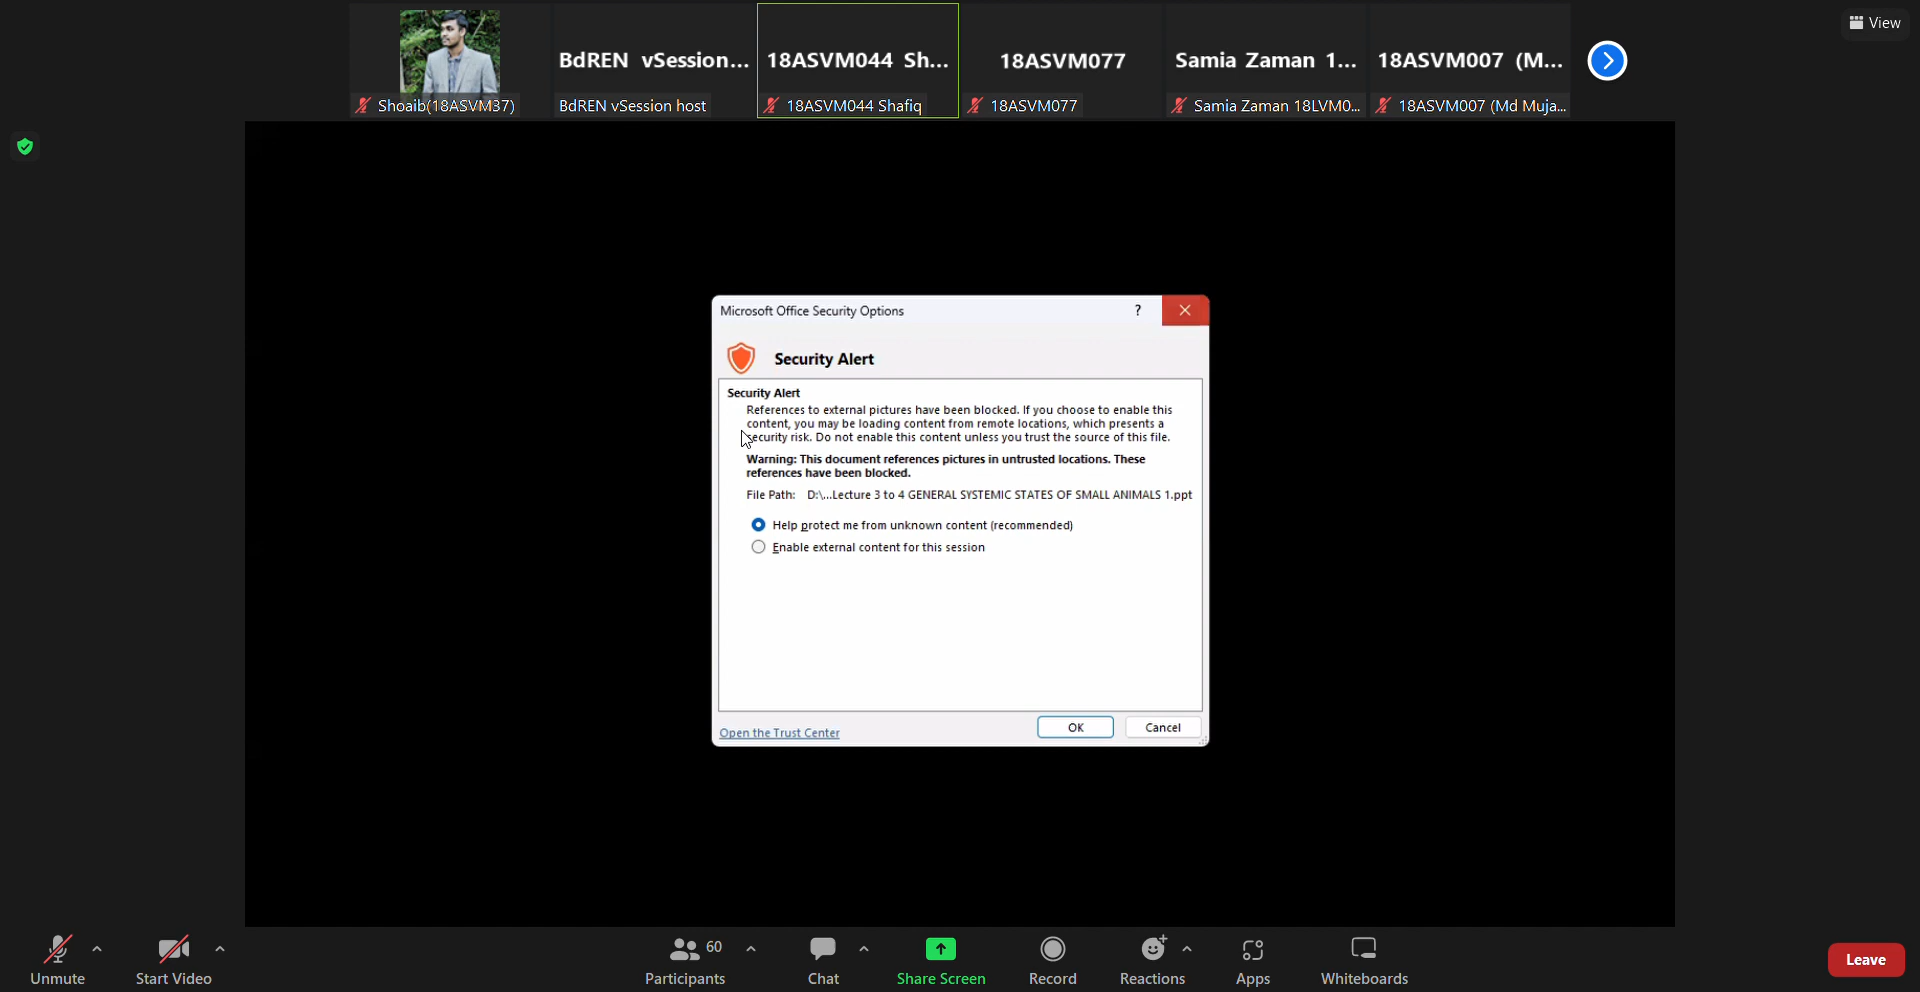 View
BdREN vSession...
18ASVM044 Sh...
18ASVM077
Samia Zaman 1...
18ASVM007 (M...
Shoaib(18ASVM37)
BdREN vSession host
18ASVM044 Shafiq
18ASVM077
Samia Zaman 18LVM0...
18ASVM007 (Md Muja...
Microsoft Office Security Options
?
Security Alert
Security Alert
References to external pictures have been blocked. If you choose to enable this
content, you may be loading content from remote locations, which presents a
security risk. Do not enable this content unless you trust the source of this file.
Warning: This document references pictures in untrusted locations. These
references have been blocked.
File Path: D:\...Lecture 3 to 4 GENERAL SYSTEMIC STATES OF SMALL ANIMALS 1.ppt
Help protect me from unknown content (recommended)
Enable external content for this session
Open the Trust Center
OK
Cancel
60
Unmute
Start Video
Participants
Chat
Share Screen
Record
Reactions
Apps
Whiteboards
Leave